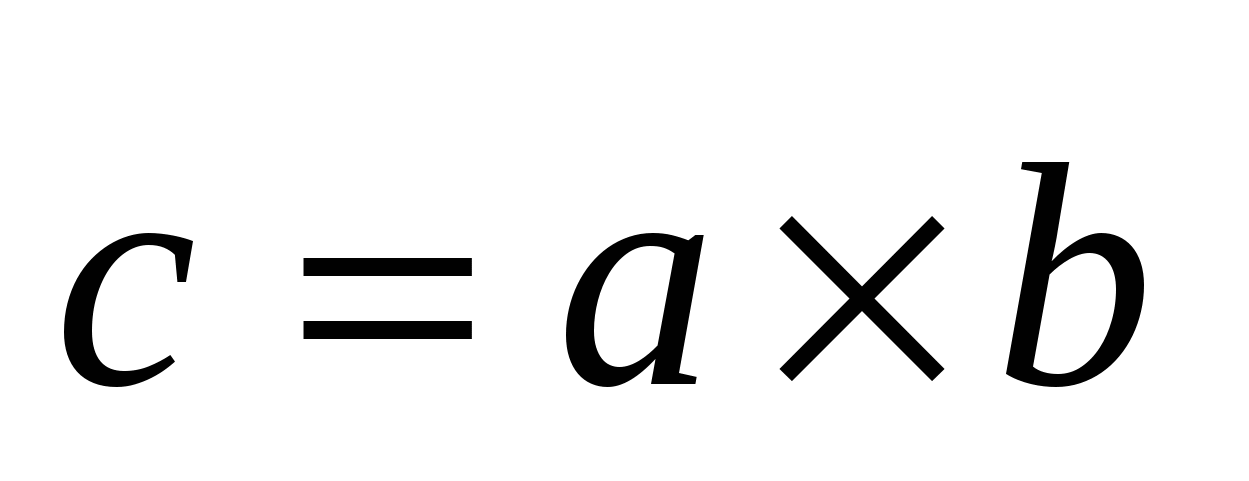 c = a × b